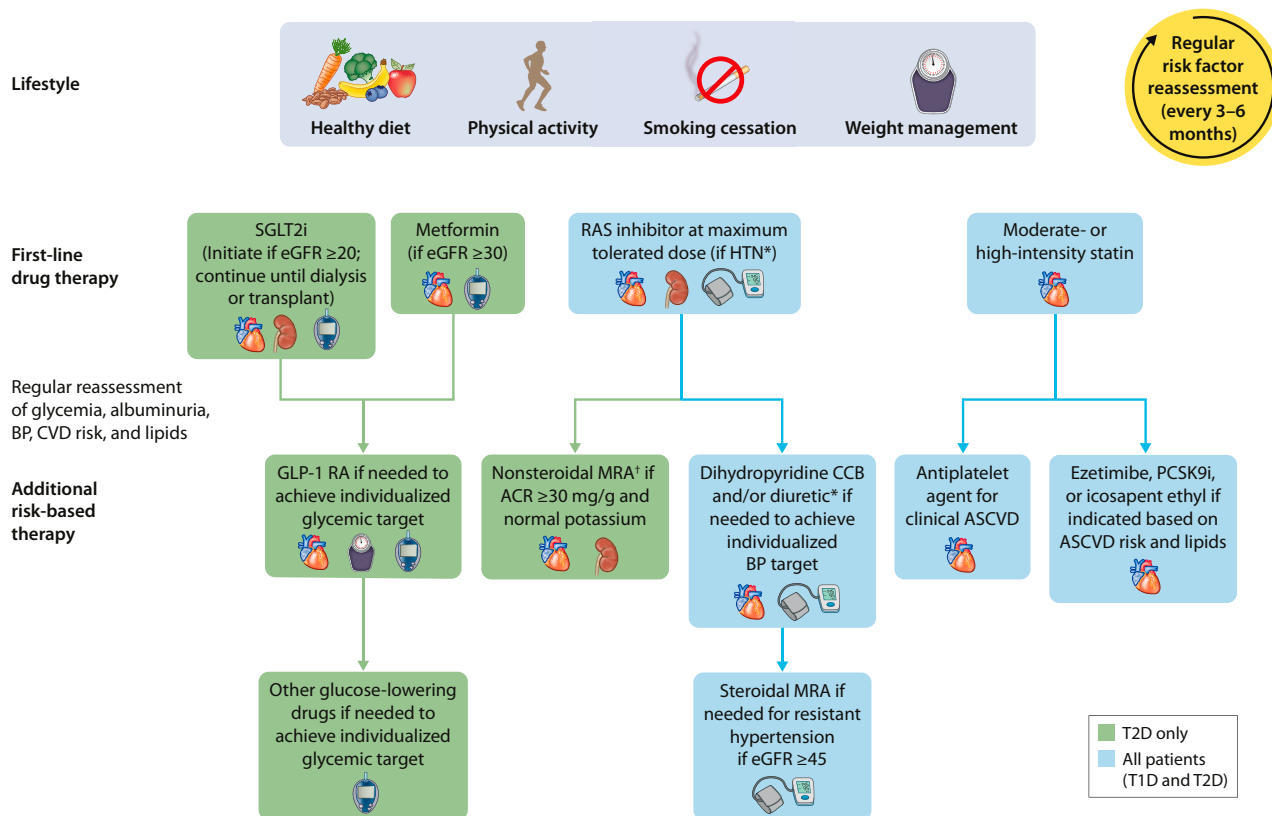 Lifestyle
Healthy diet
Physical activity
Smoking cessation
Weight management
Regular
risk factor
reassessment
(every 3–6
months)
First-line
drug therapy
SGLT2i
(Initiate if eGFR ≥20;
continue until dialysis
or transplant)
Metformin
(if eGFR ≥30)
RAS inhibitor at maximum
tolerated dose (if HTN*)
Moderate- or
high-intensity statin
Regular reassessment
of glycemia, albuminuria,
BP, CVD risk, and lipids
Additional
risk-based
therapy
GLP-1 RA if needed to
achieve individualized
glycemic target
Nonsteroidal MRA† if
ACR ≥30 mg/g and
normal potassium
Dihydropyridine CCB
and/or diuretic* if
needed to achieve
individualized
BP target
Antiplatelet
agent for
clinical ASCVD
Ezetimibe, PCSK9i,
or icosapent ethyl if
indicated based on
ASCVD risk and lipids
Other glucose-lowering
drugs if needed to
achieve individualized
glycemic target
Steroidal MRA if
needed for resistant
hypertension
if eGFR ≥45
T2D only
All patients
(T1D and T2D)